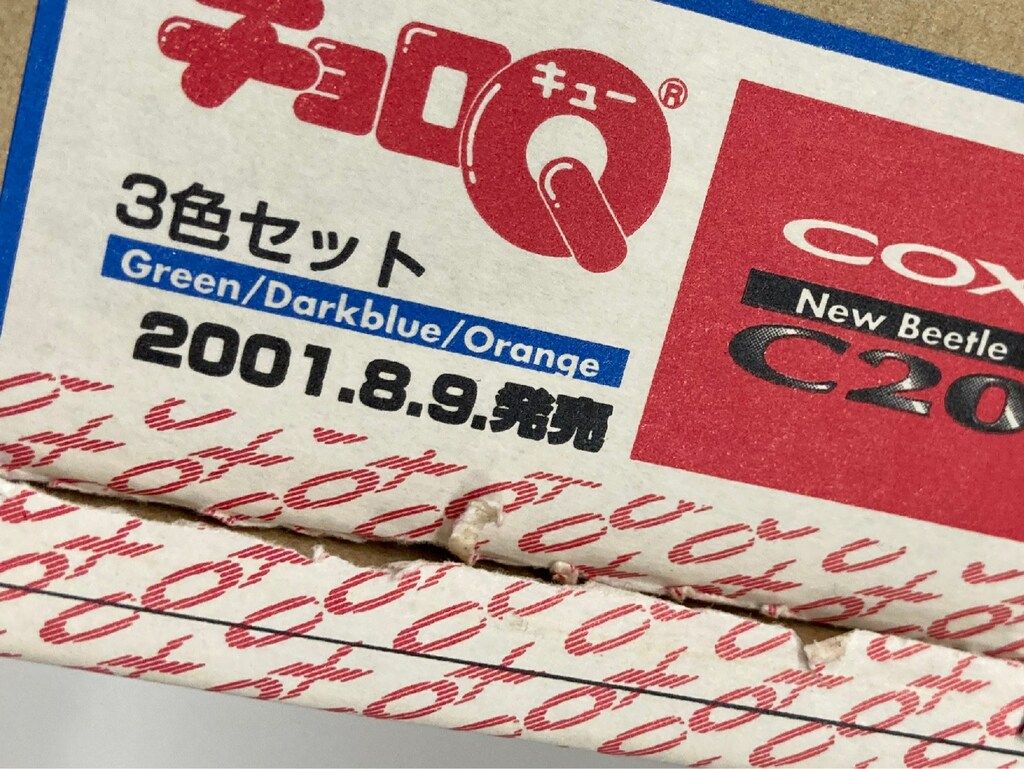 チョロQ®
キュー
3色セット
Green/Darkblue/Orange
2001.8.9.発売
COX
New Beetle
C20